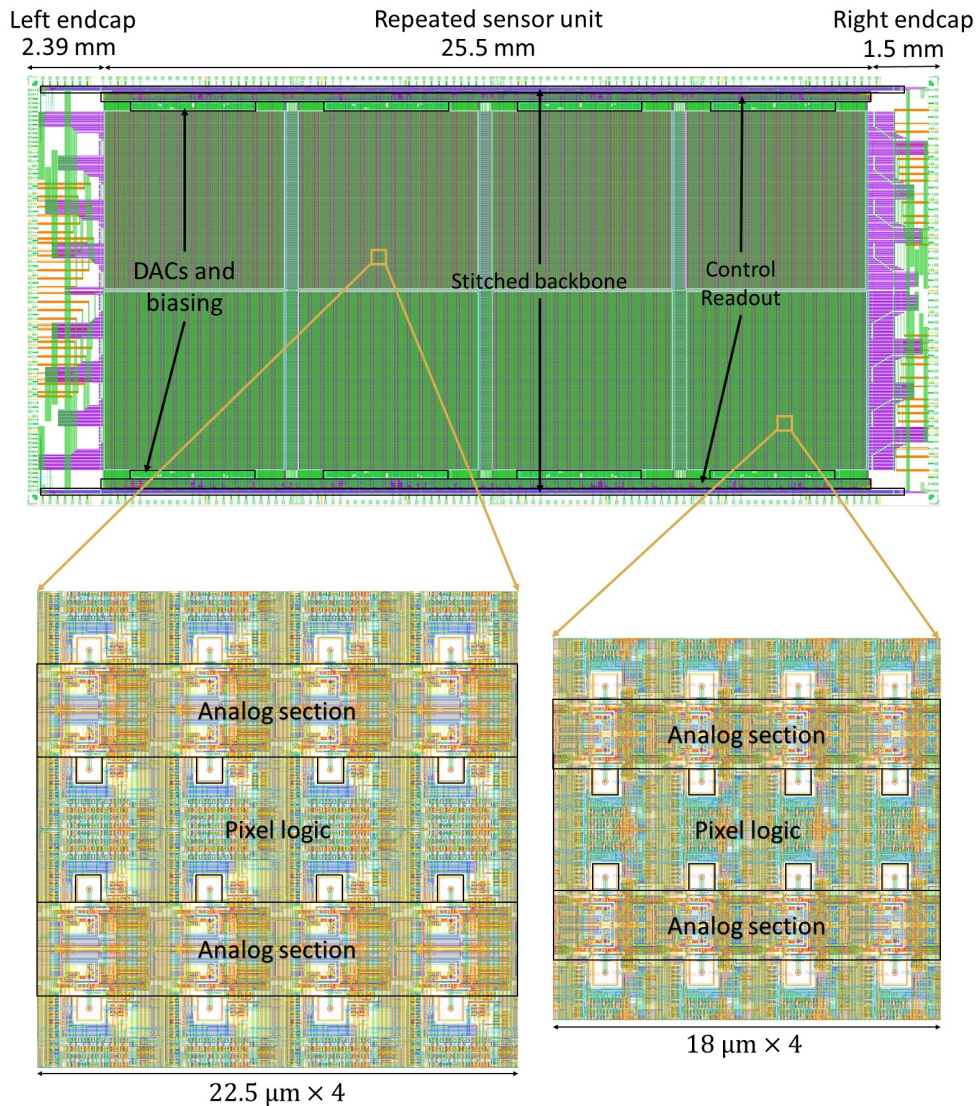 Left endcap
2.39 mm
Repeated sensor unit
25.5 mm
Right endcap
1.5 mm
DACs and
biasing
Stitched backbone
Control
Readout
Analog section
Pixel logic
Analog section
22.5 μm × 4
Analog section
Pixel logic
Analog section
18 μm × 4